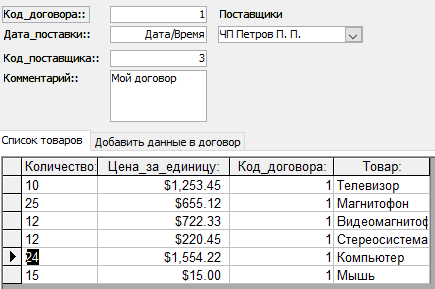 Код_договора:: 1 Поставщики
Дата_поставки:: Дата/Время ЧП Петров П. П.
Код_поставщика:: 3
Комментарий:: Мой договор
Список товаров Добавить данные в договор
Количество: Цена_за_единицу: Код_договора: Товар:
10 $1,253.45 1 Телевизор
25 $655.12 1 Магнитофон
12 $722.33 1 Видеомагнитоф
12 $220.45 1 Стереосистема
24 $1,554.22 1 Компьютер
15 $15.00 1 Мышь